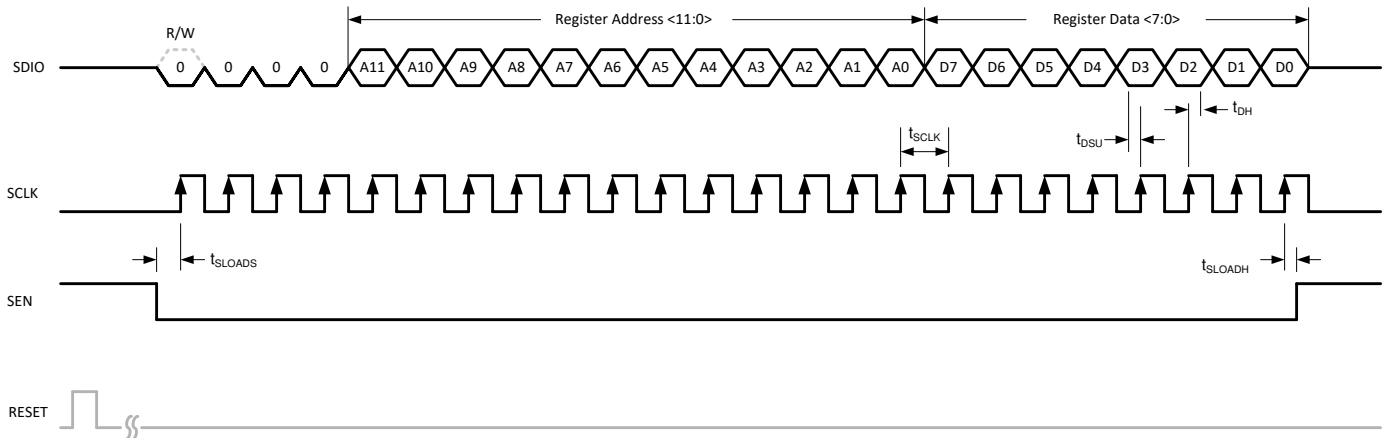 Register Address <11:0> Register Data <7:0>
R/W
SDIO 0 0 0 0 A11 A10 A9 A8 A7 A6 A5 A4 A3 A2 A1 A0 D7 D6 D5 D4 D3 D2 D1 D0
tDH
tSCLK
tDSU
SCLK
tSLOADS tSLOADH
SEN
RESET